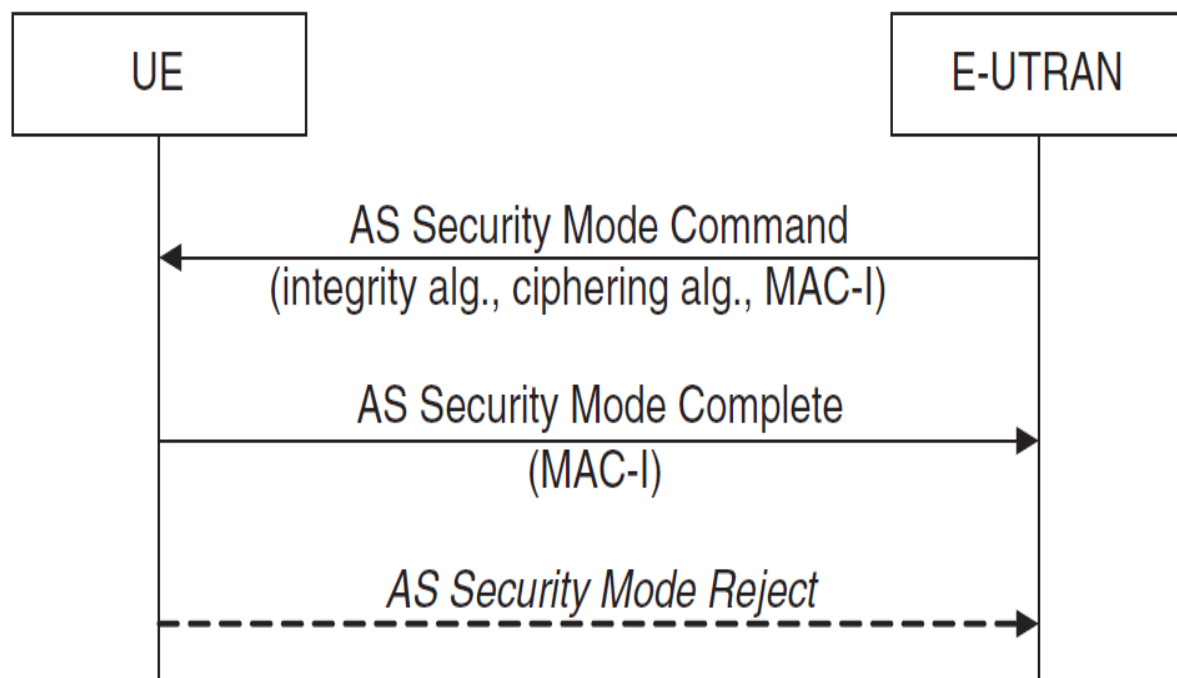 UE
E-UTRAN
AS Security Mode Command
(integrity alg., ciphering alg., MAC-I)
AS Security Mode Complete
(MAC-I)
AS Security Mode Reject